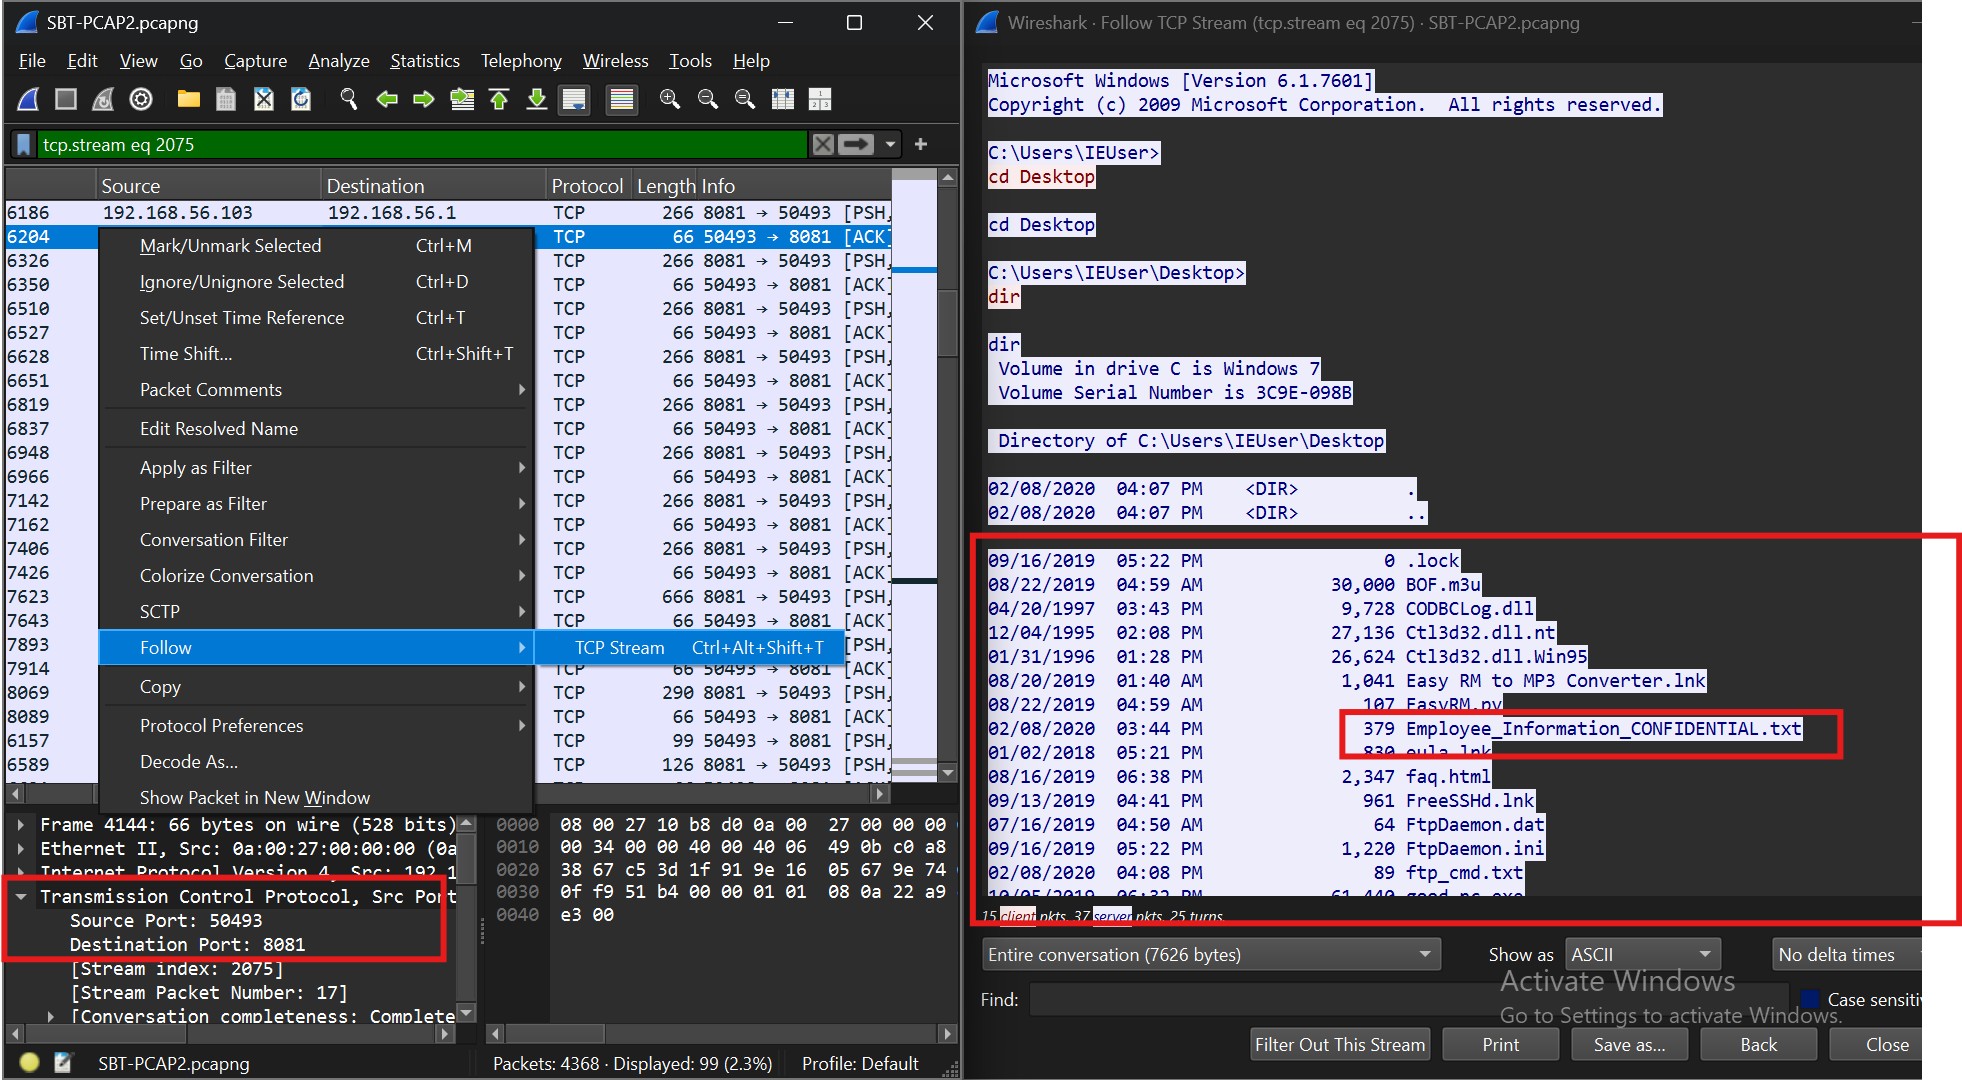 SBT-PCAP2.pcapng
File Edit View Go Capture Analyze Statistics Telephony Wireless Tools Help
tcp.stream eq 2075
Source Destination Protocol Length Info
6186 192.168.56.103 192.168.56.1 TCP 266 8081 → 50493 [PSH,
6204 TCP 66 50493 → 8081 [ACK]
6326 TCP 266 8081 → 50493 [PSH,
6350 TCP 66 50493 → 8081 [ACK]
6510 TCP 266 8081 → 50493 [PSH,
6527 TCP 66 50493 → 8081 [ACK]
6628 TCP 266 8081 → 50493 [PSH,
6651 TCP 66 50493 → 8081 [ACK]
6819 TCP 266 8081 → 50493 [PSH,
6837 TCP 66 50493 → 8081 [ACK]
6948 TCP 266 8081 → 50493 [PSH,
6966 TCP 66 50493 → 8081 [ACK]
7142 TCP 266 8081 → 50493 [PSH,
7162 TCP 66 50493 → 8081 [ACK]
7406 TCP 266 8081 → 50493 [PSH,
7426 TCP 66 50493 → 8081 [ACK]
7623 TCP 666 8081 → 50493 [PSH,
7643 TCP 66 50493 → 8081 [ACK]
7893 [PSH,
7914 TCP 66 50493 → 8081 [ACK]
8069 TCP 290 8081 → 50493 [PSH,
8089 TCP 66 50493 → 8081 [ACK]
6157 TCP 99 50493 → 8081 [PSH,
6589 TCP 126 8081 → 50493 [PSH,
Mark/Unmark Selected Ctrl+M
Ignore/Unignore Selected Ctrl+D
Set/Unset Time Reference Ctrl+T
Time Shift... Ctrl+Shift+T
Packet Comments
Edit Resolved Name
Apply as Filter
Prepare as Filter
Conversation Filter
Colorize Conversation
SCTP
Follow
TCP Stream Ctrl+Alt+Shift+T
Copy
Protocol Preferences
Decode As...
Show Packet in New Window
Frame 4144: 66 bytes on wire (528 bits)
Ethernet II, Src: 0a:00:27:00:00:00 (0a
Internet Protocol Version 4, Src: 192.1
Transmission Control Protocol, Src Port
Source Port: 50493
Destination Port: 8081
[Stream index: 2075]
[Stream Packet Number: 17]
[Conversation completeness: Complete
0000 08 00 27 10 b8 d0 0a 00 27 00 00 00
0010 00 34 00 00 40 00 40 06 49 0b c0 a8
0020 38 67 c5 3d 1f 91 9e 16 05 67 9e 74
0030 0f f9 51 b4 00 00 01 01 08 0a 22 a9
0040 e3 00
SBT-PCAP2.pcapng
Packets: 4368 · Displayed: 99 (2.3%)
Profile: Default
Wireshark · Follow TCP Stream (tcp.stream eq 2075) · SBT-PCAP2.pcapng
Microsoft Windows [Version 6.1.7601]
Copyright (c) 2009 Microsoft Corporation.  All rights reserved.
C:\Users\IEUser>
cd Desktop
cd Desktop
C:\Users\IEUser\Desktop>
dir
dir
Volume in drive C is Windows 7
Volume Serial Number is 3C9E-098B
Directory of C:\Users\IEUser\Desktop
02/08/2020  04:07 PM    <DIR>          .
02/08/2020  04:07 PM    <DIR>          ..
09/16/2019  05:22 PM                 0 .lock
08/22/2019  04:59 AM            30,000 BOF.m3u
04/20/1997  03:43 PM             9,728 CODBCLog.dll
12/04/1995  02:08 PM            27,136 Ctl3d32.dll.nt
01/31/1996  01:28 PM            26,624 Ctl3d32.dll.Win95
08/20/2019  01:40 AM             1,041 Easy RM to MP3 Converter.lnk
08/22/2019  04:59 AM               107 EasyRM.py
02/08/2020  03:44 PM               379 Employee_Information_CONFIDENTIAL.txt
01/02/2018  05:21 PM               830 eula.lnk
08/16/2019  06:38 PM             2,347 faq.html
09/13/2019  04:41 PM               961 FreeSSHd.lnk
07/16/2019  04:50 AM                64 FtpDaemon.dat
09/16/2019  05:22 PM             1,220 FtpDaemon.ini
02/08/2020  04:08 PM                89 ftp_cmd.txt
10/05/2019  06:32 PM            61,440 good_nc.exe
15 client pkts, 37 server pkts, 25 turns.
Entire conversation (7626 bytes)
Show as ASCII
No delta times
Find:
Case sensitiv
Activate Windows
Go to Settings to activate Windows.
Filter Out This Stream
Print
Save as...
Back
Close